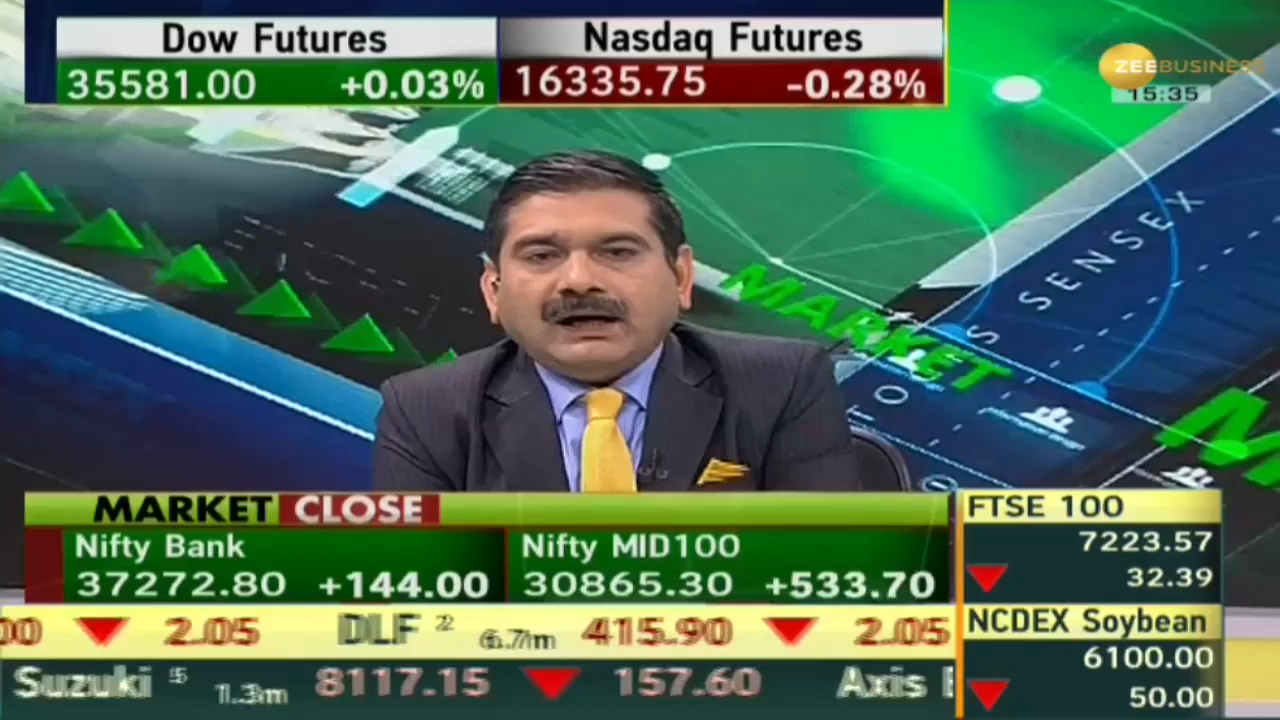 Dow Futures
35581.00 +0.03%
Nasdaq Futures
16335.75 -0.28%
ZEEBUSINESS
15:35
SENSEX
MARKET
MARKET CLOSE
Nifty Bank
37272.80 +144.00
Nifty MID100
30865.30 +533.70
FTSE 100
7223.57
32.39
NCDEX Soybean
6100.00
50.00
00 2.05 DLF 2 6.7m 415.90 2.05
Suzuki 5 1.3m 8117.15 157.60 Axis